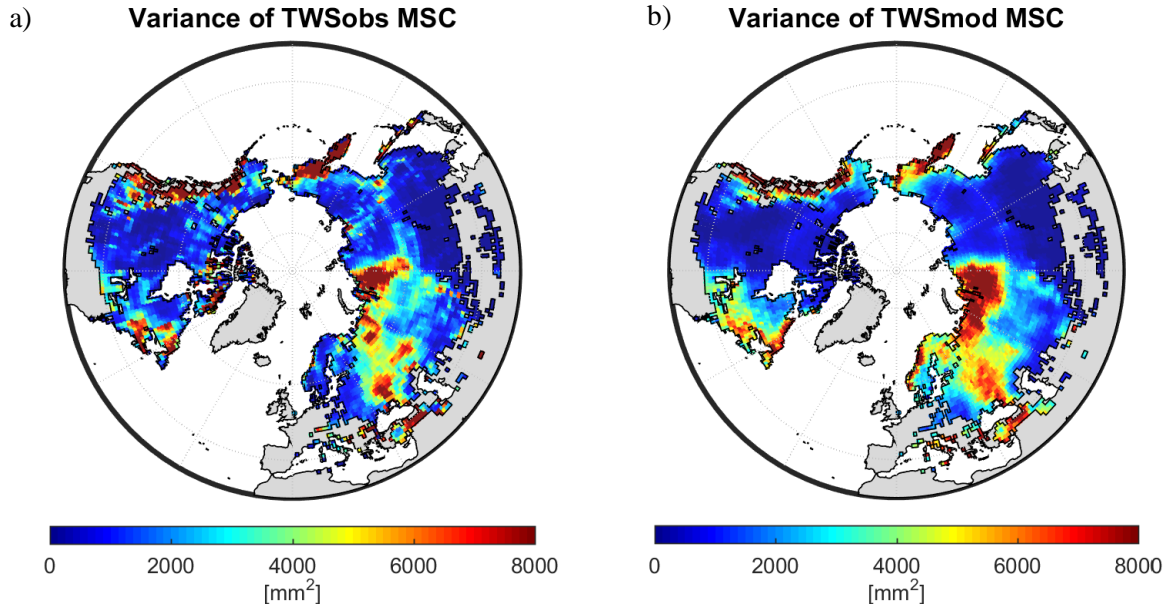 a)
Variance of TWSobs MSC
b)
Variance of TWSmod MSC
0 2000 4000 6000 8000
[mm²]
0 2000 4000 6000 8000
[mm²]